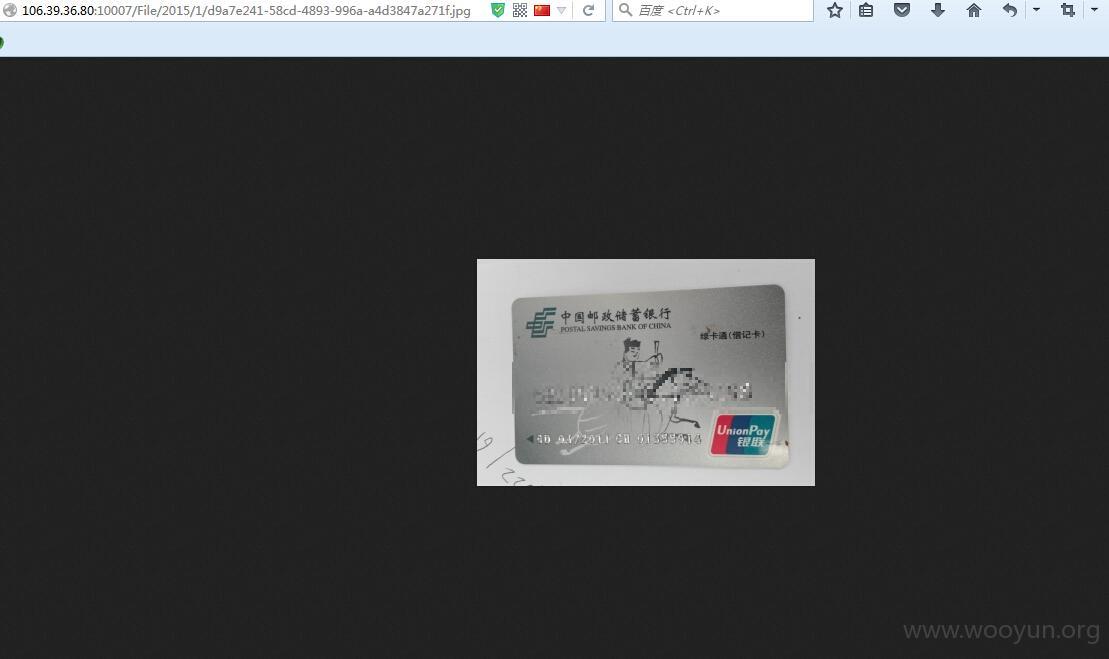 106.39.36.80:10007/File/2015/1/d9a7e241-58cd-4893-996a-a4d3847a271f.jpg
百度 <Ctrl+K>
中国邮政储蓄银行
POSTAL SAVINGS BANK OF CHINA
绿卡通(借记卡)
UnionPay
银联
www.wooyun.org